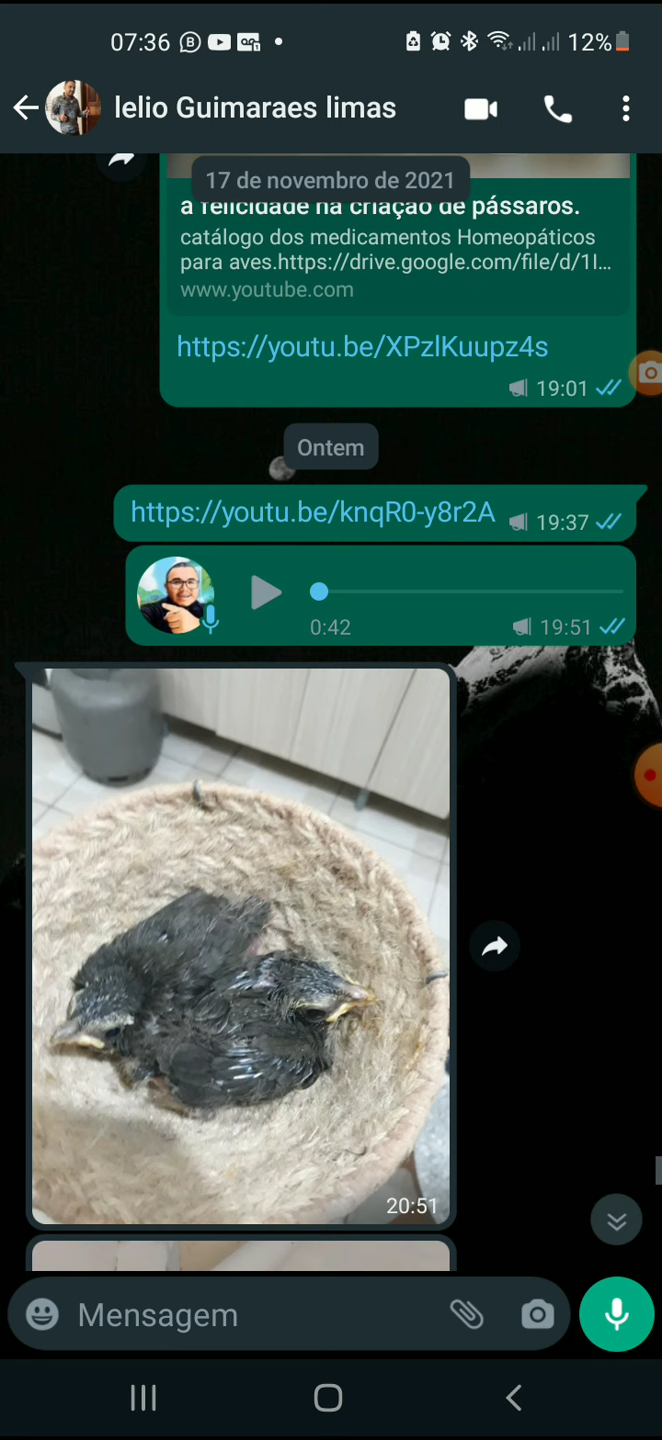 07:36
12%
lelio Guimaraes limas
17 de novembro de 2021
a felicidade na criação de pássaros.
catálogo dos medicamentos Homeopáticos
para aves.https://drive.google.com/file/d/1I...
www.youtube.com
https://youtu.be/XPzlKuupz4s
19:01
Ontem
https://youtu.be/knqR0-y8r2A
19:37
0:42
19:51
20:51
Mensagem